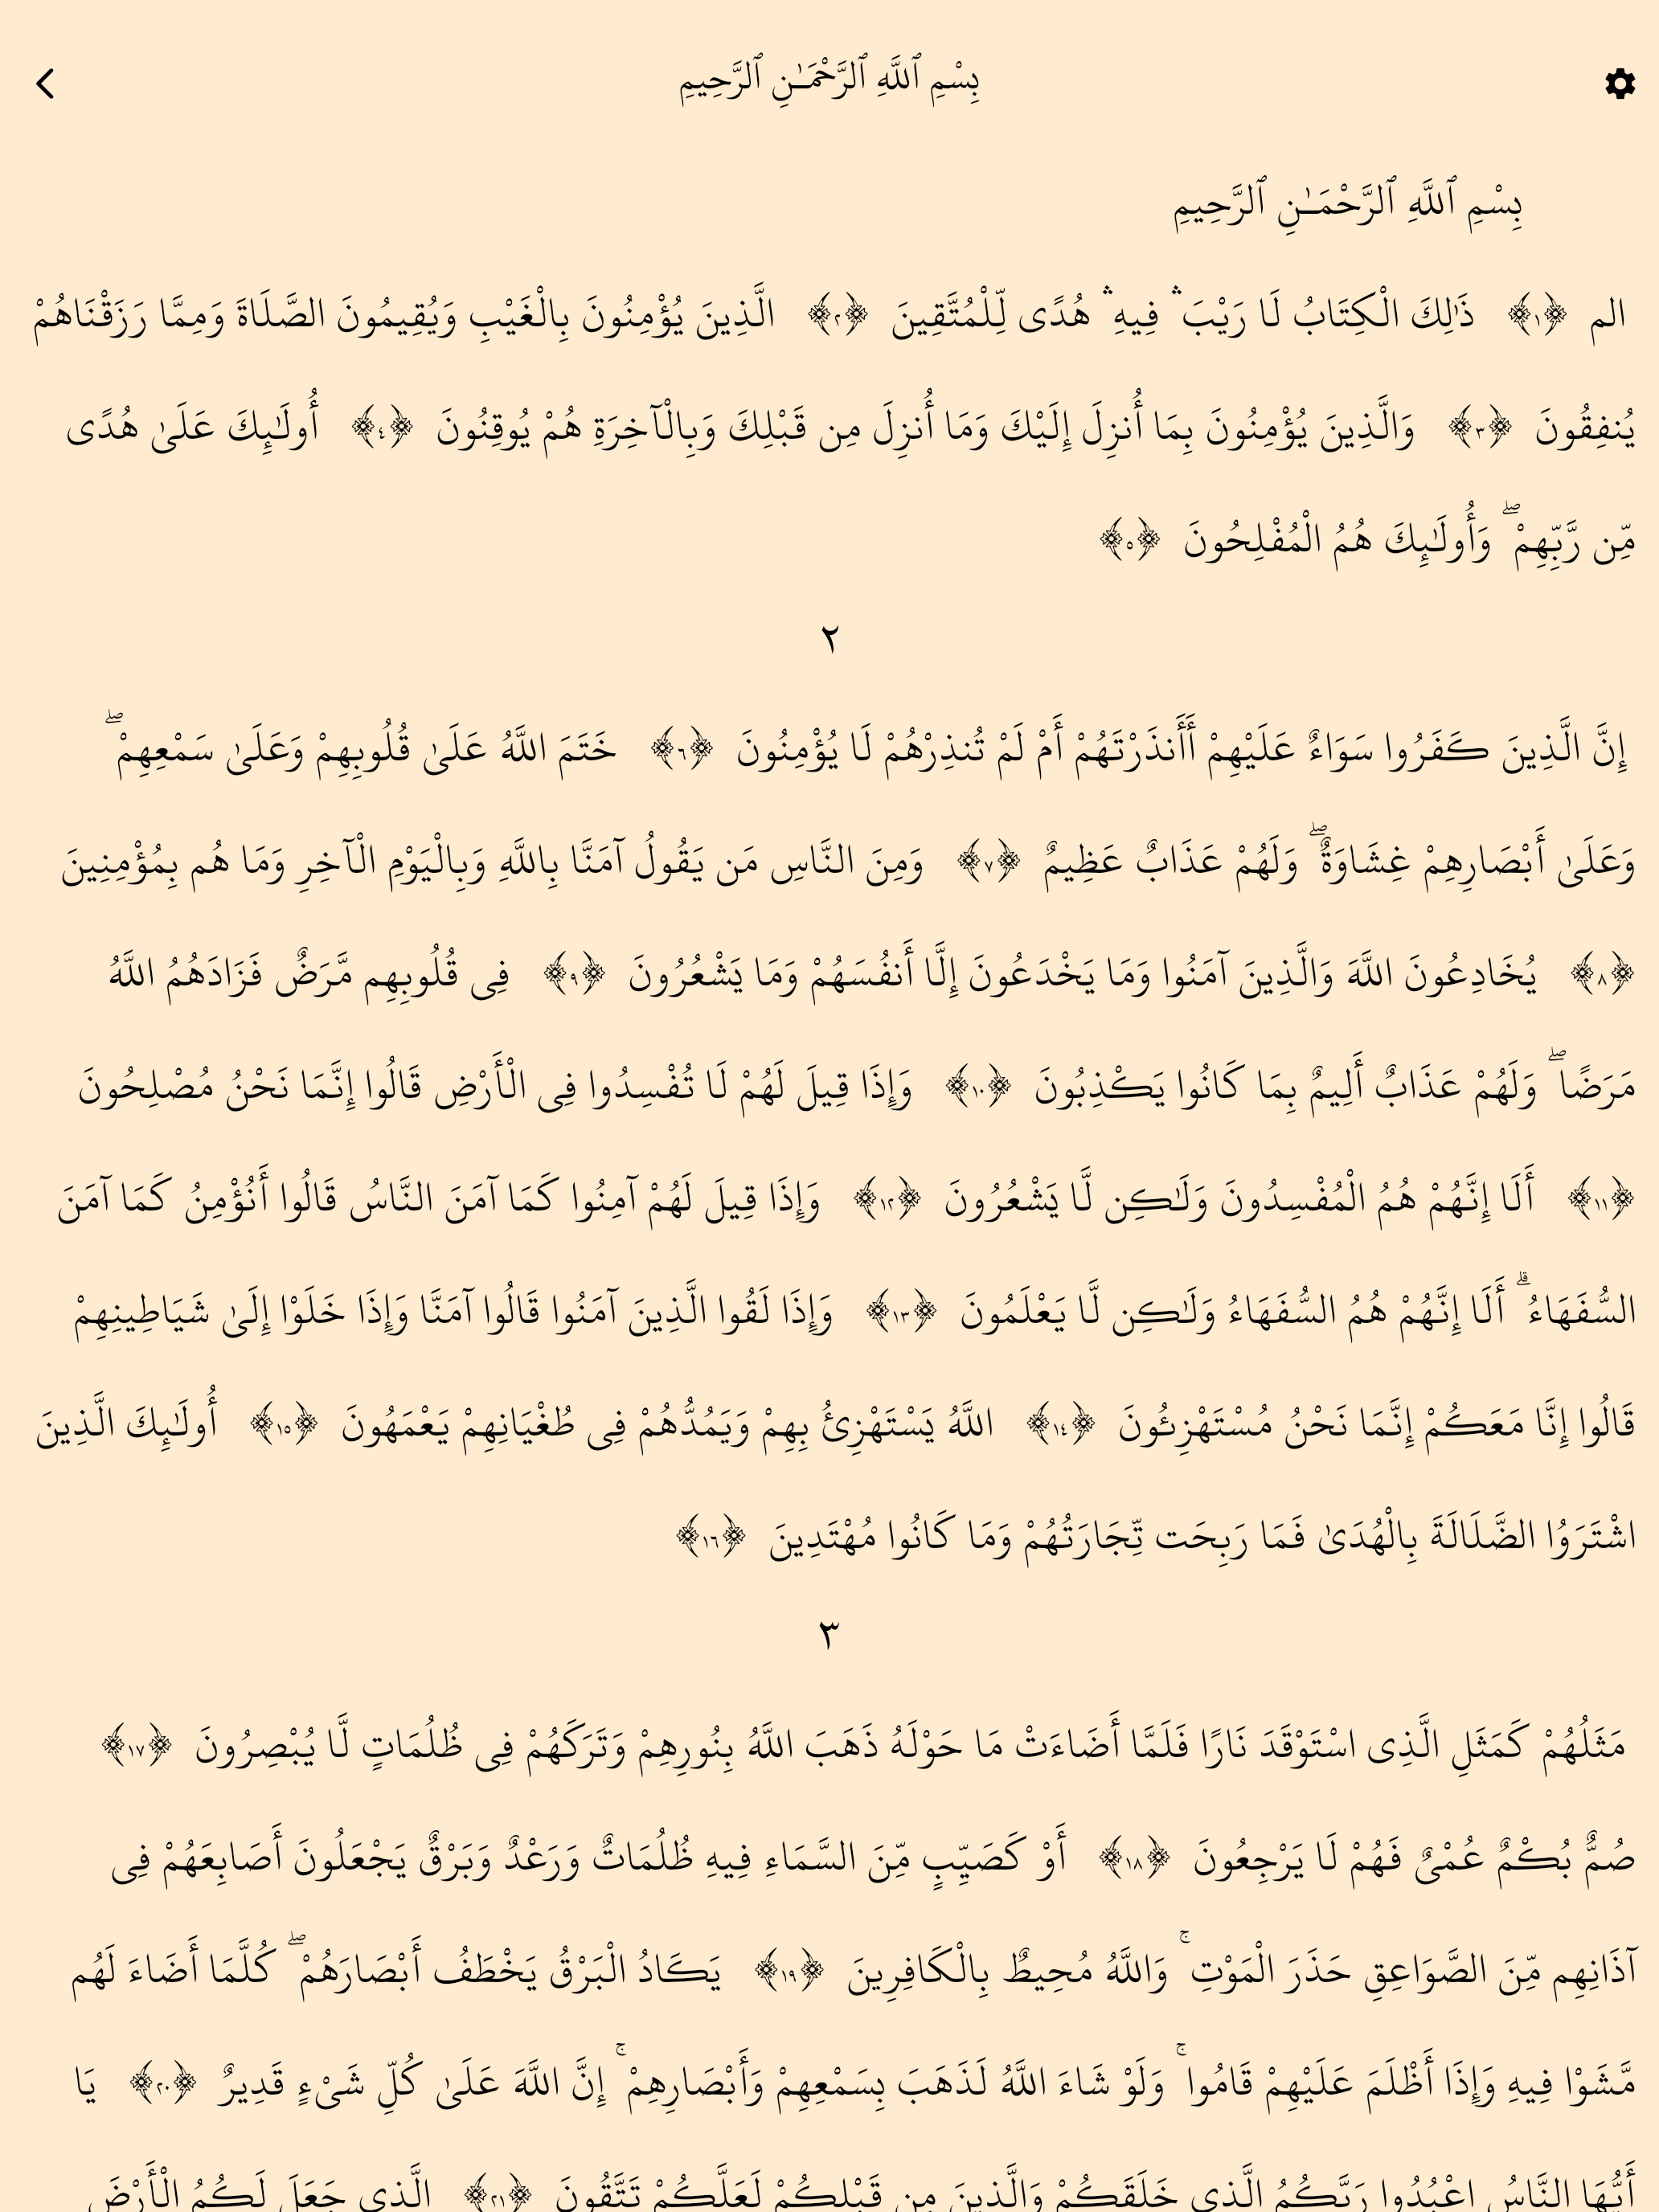 بِسْمِ ٱللَّهِ ٱلرَّحْمَـٰنِ ٱلرَّحِيمِ
بِسْمِ ٱللَّهِ ٱلرَّحْمَـٰنِ ٱلرَّحِيمِ
الم ﴿١﴾ ذَٰلِكَ الْكِتَابُ لَا رَيْبَ ۛ فِيهِ ۛ هُدًى لِّلْمُتَّقِينَ ﴿٢﴾ الَّذِينَ يُؤْمِنُونَ بِالْغَيْبِ وَيُقِيمُونَ الصَّلَاةَ وَمِمَّا رَزَقْنَاهُمْ
يُنفِقُونَ ﴿٣﴾ وَالَّذِينَ يُؤْمِنُونَ بِمَا أُنزِلَ إِلَيْكَ وَمَا أُنزِلَ مِن قَبْلِكَ وَبِالْآخِرَةِ هُمْ يُوقِنُونَ ﴿٤﴾ أُولَـٰئِكَ عَلَىٰ هُدًى
مِّن رَّبِّهِمْ ۖ وَأُولَـٰئِكَ هُمُ الْمُفْلِحُونَ ﴿٥﴾
٢
إِنَّ الَّذِينَ كَفَرُوا سَوَاءٌ عَلَيْهِمْ أَأَنذَرْتَهُمْ أَمْ لَمْ تُنذِرْهُمْ لَا يُؤْمِنُونَ ﴿٦﴾ خَتَمَ اللَّهُ عَلَىٰ قُلُوبِهِمْ وَعَلَىٰ سَمْعِهِمْ ۖ
وَعَلَىٰ أَبْصَارِهِمْ غِشَاوَةٌ ۖ وَلَهُمْ عَذَابٌ عَظِيمٌ ﴿٧﴾ وَمِنَ النَّاسِ مَن يَقُولُ آمَنَّا بِاللَّهِ وَبِالْيَوْمِ الْآخِرِ وَمَا هُم بِمُؤْمِنِينَ
﴿٨﴾ يُخَادِعُونَ اللَّهَ وَالَّذِينَ آمَنُوا وَمَا يَخْدَعُونَ إِلَّا أَنفُسَهُمْ وَمَا يَشْعُرُونَ ﴿٩﴾ فِى قُلُوبِهِم مَّرَضٌ فَزَادَهُمُ اللَّهُ
مَرَضًا ۖ وَلَهُمْ عَذَابٌ أَلِيمٌ بِمَا كَانُوا يَكْذِبُونَ ﴿١٠﴾ وَإِذَا قِيلَ لَهُمْ لَا تُفْسِدُوا فِى الْأَرْضِ قَالُوا إِنَّمَا نَحْنُ مُصْلِحُونَ
﴿١١﴾ أَلَا إِنَّهُمْ هُمُ الْمُفْسِدُونَ وَلَـٰكِن لَّا يَشْعُرُونَ ﴿١٢﴾ وَإِذَا قِيلَ لَهُمْ آمِنُوا كَمَا آمَنَ النَّاسُ قَالُوا أَنُؤْمِنُ كَمَا آمَنَ
السُّفَهَاءُ ۗ أَلَا إِنَّهُمْ هُمُ السُّفَهَاءُ وَلَـٰكِن لَّا يَعْلَمُونَ ﴿١٣﴾ وَإِذَا لَقُوا الَّذِينَ آمَنُوا قَالُوا آمَنَّا وَإِذَا خَلَوْا إِلَىٰ شَيَاطِينِهِمْ
قَالُوا إِنَّا مَعَكُمْ إِنَّمَا نَحْنُ مُسْتَهْزِئُونَ ﴿١٤﴾ اللَّهُ يَسْتَهْزِئُ بِهِمْ وَيَمُدُّهُمْ فِى طُغْيَانِهِمْ يَعْمَهُونَ ﴿١٥﴾ أُولَـٰئِكَ الَّذِينَ
اشْتَرَوُا الضَّلَالَةَ بِالْهُدَىٰ فَمَا رَبِحَت تِّجَارَتُهُمْ وَمَا كَانُوا مُهْتَدِينَ ﴿١٦﴾
٣
مَثَلُهُمْ كَمَثَلِ الَّذِى اسْتَوْقَدَ نَارًا فَلَمَّا أَضَاءَتْ مَا حَوْلَهُ ذَهَبَ اللَّهُ بِنُورِهِمْ وَتَرَكَهُمْ فِى ظُلُمَاتٍ لَّا يُبْصِرُونَ ﴿١٧﴾
صُمٌّ بُكْمٌ عُمْىٌ فَهُمْ لَا يَرْجِعُونَ ﴿١٨﴾ أَوْ كَصَيِّبٍ مِّنَ السَّمَاءِ فِيهِ ظُلُمَاتٌ وَرَعْدٌ وَبَرْقٌ يَجْعَلُونَ أَصَابِعَهُمْ فِى
آذَانِهِم مِّنَ الصَّوَاعِقِ حَذَرَ الْمَوْتِ ۚ وَاللَّهُ مُحِيطٌ بِالْكَافِرِينَ ﴿١٩﴾ يَكَادُ الْبَرْقُ يَخْطَفُ أَبْصَارَهُمْ ۖ كُلَّمَا أَضَاءَ لَهُم
مَّشَوْا فِيهِ وَإِذَا أَظْلَمَ عَلَيْهِمْ قَامُوا ۚ وَلَوْ شَاءَ اللَّهُ لَذَهَبَ بِسَمْعِهِمْ وَأَبْصَارِهِمْ ۚ إِنَّ اللَّهَ عَلَىٰ كُلِّ شَىْءٍ قَدِيرٌ ﴿٢٠﴾ يَا
أَيُّهَا النَّاسُ اعْبُدُوا رَبَّكُمُ الَّذِى خَلَقَكُمْ وَالَّذِينَ مِن قَبْلِكُمْ لَعَلَّكُمْ تَتَّقُونَ ﴿٢١﴾ الَّذِى جَعَلَ لَكُمُ الْأَرْضَ